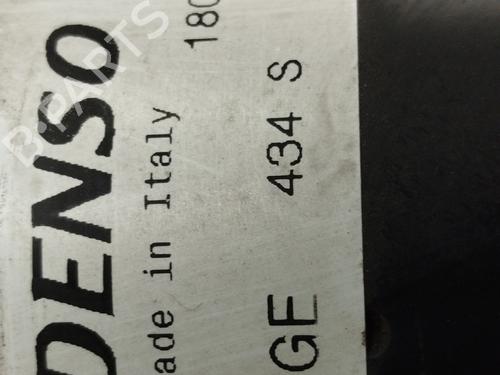 DENSO
ade in Italy 180
GE 434 S
B-PARTS